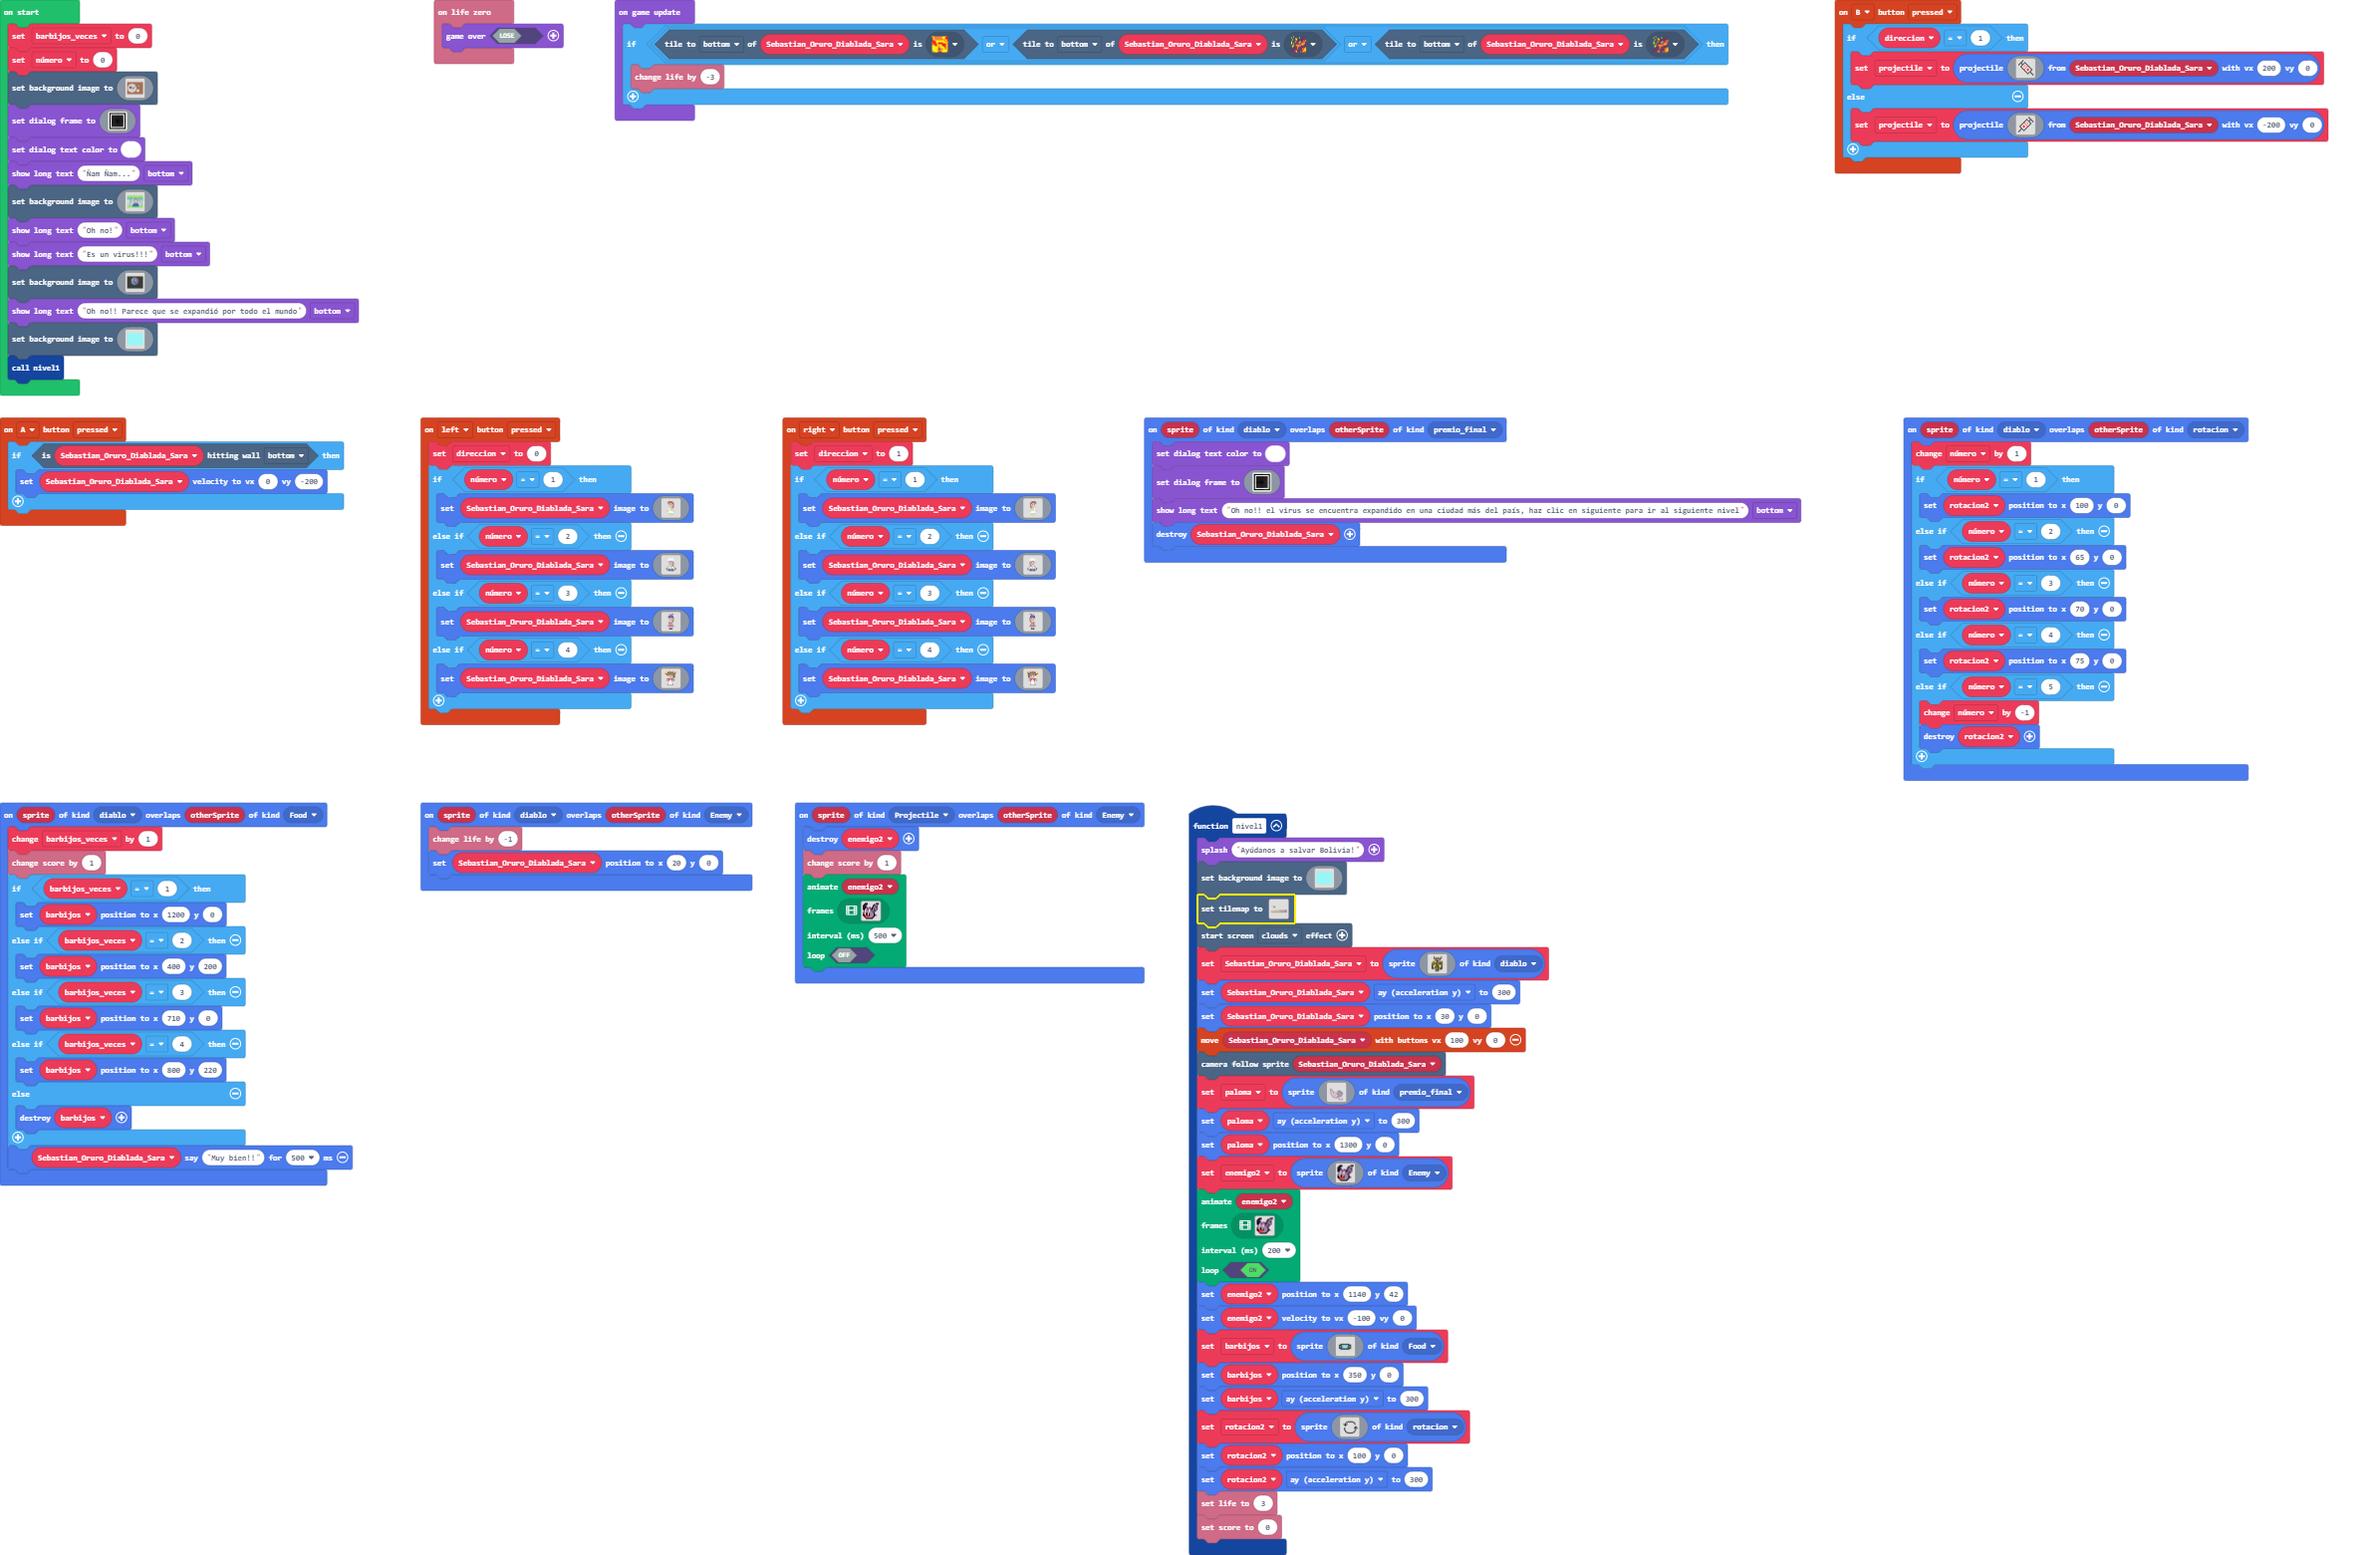 on start
set barbijos_veces to 0
set número to 0
set background image to
set dialog frame to
set dialog text color to
show long text "Ñam Ñam..." bottom
set background image to
show long text "Oh no!" bottom
show long text "Es un virus!!!" bottom
set background image to
show long text "Oh no!! Parece que se expandió por todo el mundo" bottom
set background image to
call nivel1
on life zero
game over LOSE
on game update
if tile to bottom of Sebastian_Oruro_Diablada_Sara is or tile to bottom of Sebastian_Oruro_Diablada_Sara is or tile to bottom of Sebastian_Oruro_Diablada_Sara is then
change life by -3
on B button pressed
if direccion = 1 then
set projectile to projectile from Sebastian_Oruro_Diablada_Sara with vx 200 vy 0
else
set projectile to projectile from Sebastian_Oruro_Diablada_Sara with vx -200 vy 0
on A button pressed
if is Sebastian_Oruro_Diablada_Sara hitting wall bottom then
set Sebastian_Oruro_Diablada_Sara velocity to vx 0 vy -200
on left button pressed
set direccion to 0
if número = 1 then
set Sebastian_Oruro_Diablada_Sara image to
else if número = 2 then
set Sebastian_Oruro_Diablada_Sara image to
else if número = 3 then
set Sebastian_Oruro_Diablada_Sara image to
else if número = 4 then
set Sebastian_Oruro_Diablada_Sara image to
on right button pressed
set direccion to 1
if número = 1 then
set Sebastian_Oruro_Diablada_Sara image to
else if número = 2 then
set Sebastian_Oruro_Diablada_Sara image to
else if número = 3 then
set Sebastian_Oruro_Diablada_Sara image to
else if número = 4 then
set Sebastian_Oruro_Diablada_Sara image to
on sprite of kind diablo overlaps otherSprite of kind premio_final
set dialog text color to
set dialog frame to
show long text "Oh no!! el virus se encuentra expandido en una ciudad más del país, haz clic en siguiente para ir al siguiente nivel" bottom
destroy Sebastian_Oruro_Diablada_Sara
on sprite of kind diablo overlaps otherSprite of kind rotacion
change número by 1
if número = 1 then
set rotacion2 position to x 100 y 0
else if número = 2 then
set rotacion2 position to x 65 y 0
else if número = 3 then
set rotacion2 position to x 70 y 0
else if número = 4 then
set rotacion2 position to x 75 y 0
else if número = 5 then
change número by -1
destroy rotacion2
on sprite of kind diablo overlaps otherSprite of kind Food
change barbijos_veces by 1
change score by 1
if barbijos_veces = 1 then
set barbijos position to x 1200 y 0
else if barbijos_veces = 2 then
set barbijos position to x 400 y 200
else if barbijos_veces = 3 then
set barbijos position to x 710 y 0
else if barbijos_veces = 4 then
set barbijos position to x 800 y 220
else
destroy barbijos
Sebastian_Oruro_Diablada_Sara say "Muy bien!!" for 500 ms
on sprite of kind diablo overlaps otherSprite of kind Enemy
change life by -1
set Sebastian_Oruro_Diablada_Sara position to x 20 y 0
on sprite of kind Projectile overlaps otherSprite of kind Enemy
destroy enemigo2
change score by 1
animate enemigo2
frames
interval (ms) 500
loop OFF
function nivel1
splash "Ayúdanos a salvar Bolivia!"
set background image to
set tilemap to
start screen clouds effect
set Sebastian_Oruro_Diablada_Sara to sprite of kind diablo
set Sebastian_Oruro_Diablada_Sara ay (acceleration y) to 300
set Sebastian_Oruro_Diablada_Sara position to x 30 y 0
move Sebastian_Oruro_Diablada_Sara with buttons vx 100 vy 0
camera follow sprite Sebastian_Oruro_Diablada_Sara
set paloma to sprite of kind premio_final
set paloma ay (acceleration y) to 300
set paloma position to x 1300 y 0
set enemigo2 to sprite of kind Enemy
animate enemigo2
frames
interval (ms) 200
loop ON
set enemigo2 position to x 1140 y 42
set enemigo2 velocity to vx -100 vy 0
set barbijos to sprite of kind Food
set barbijos position to x 350 y 0
set barbijos ay (acceleration y) to 300
set rotacion2 to sprite of kind rotacion
set rotacion2 position to x 100 y 0
set rotacion2 ay (acceleration y) to 300
set life to 3
set score to 0